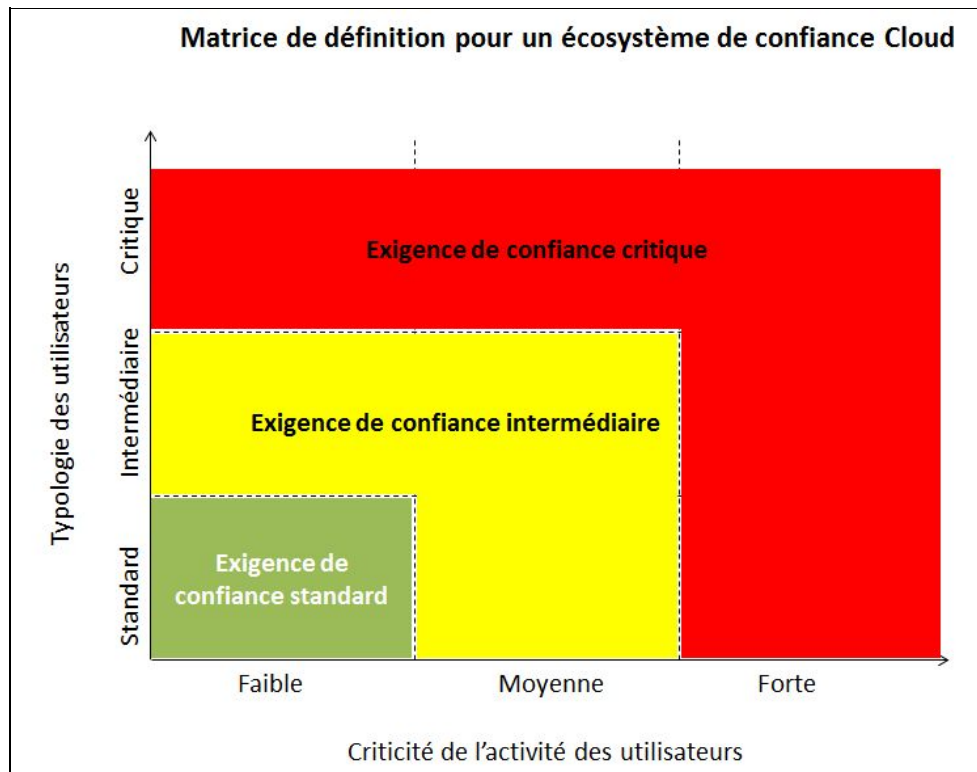 Matrice de définition pour un écosystème de confiance Cloud
Typologie des utilisateurs
Critique
Intermédiaire
Standard
Exigence de confiance critique
Exigence de confiance intermédiaire
Exigence de
confiance standard
Faible
Moyenne
Forte
Criticité de l’activité des utilisateurs